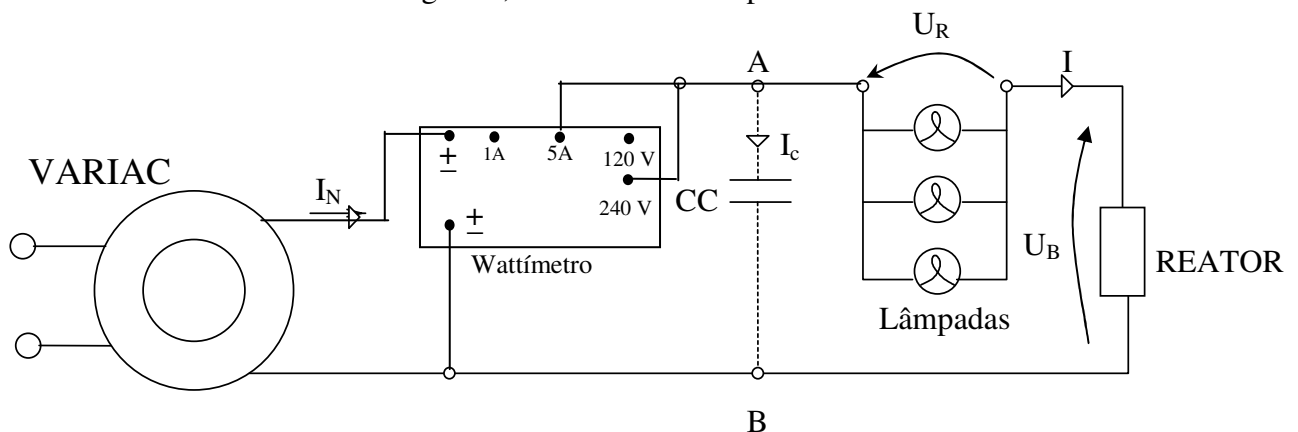 U_R
A
I
VARIAC
I_N
±
1A
5A
120 V
I_c
240 V
CC
±
U_B
REATOR
Wattímetro
Lâmpadas
B